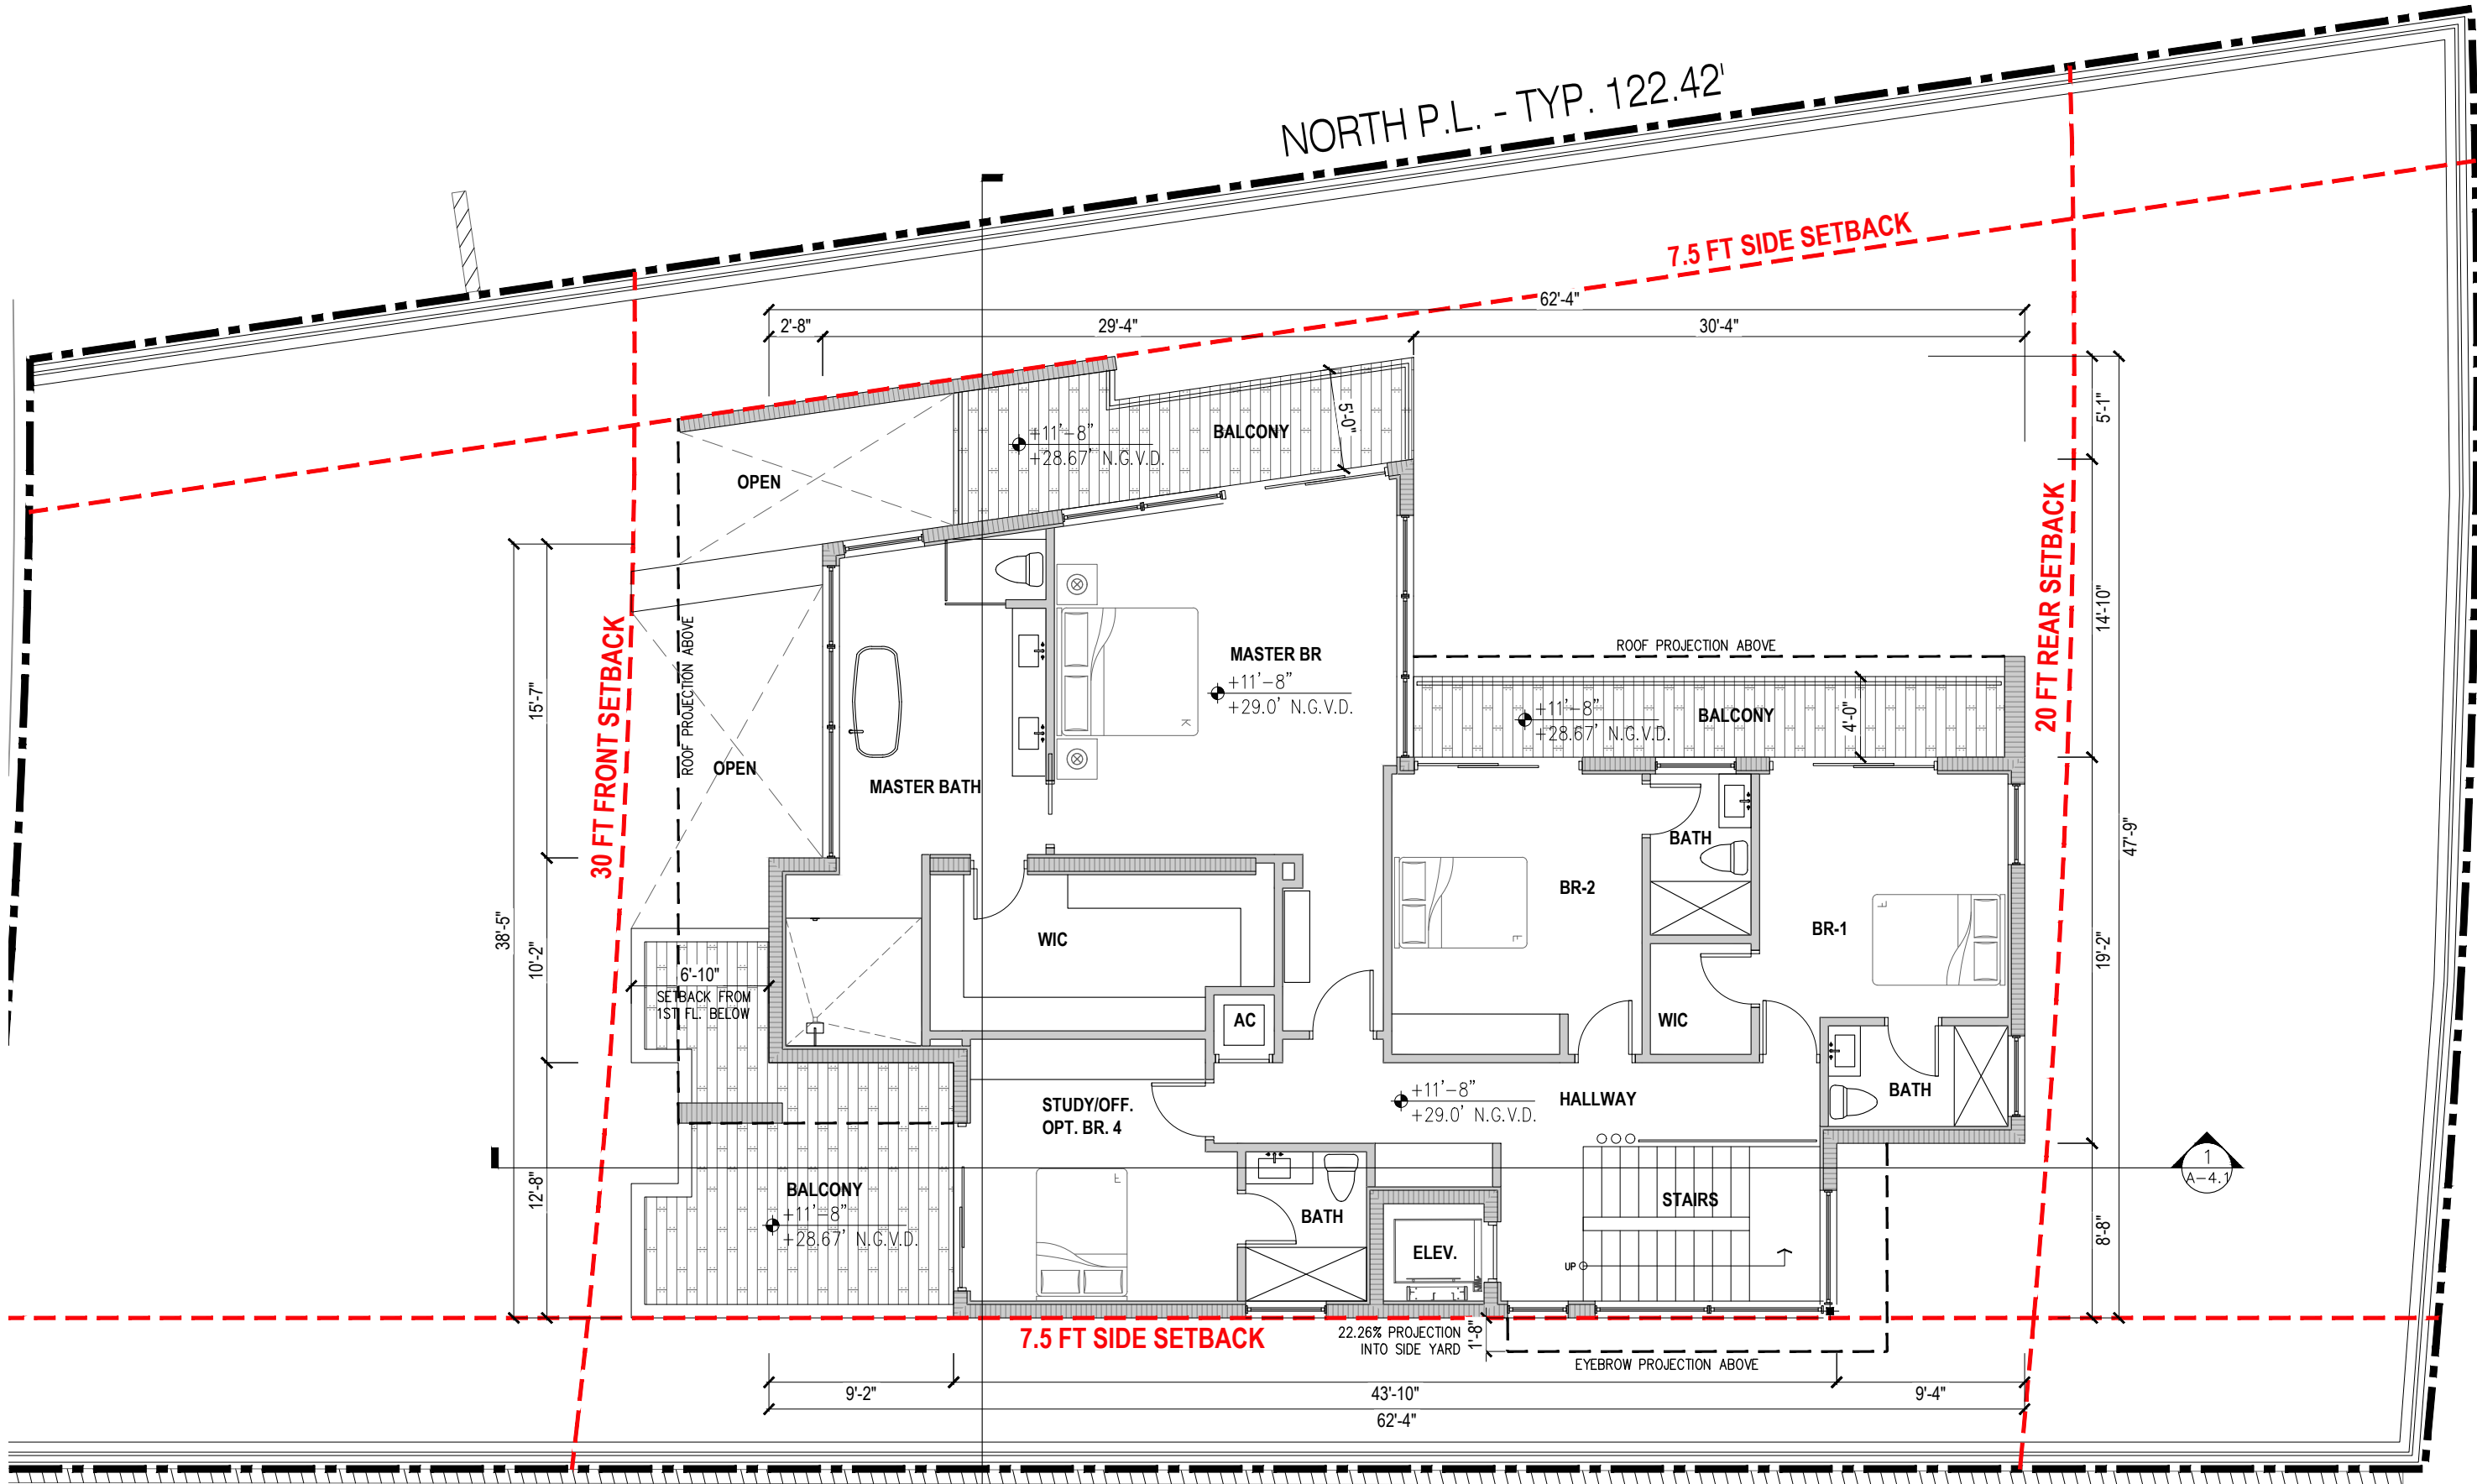 NORTH P.L. - TYP. 122.42'
7.5 FT SIDE SETBACK
62'-4"
2'-8"
29'-4"
30'-4"
5'-1"
5'-0"
BALCONY
+11'-8"
+28.67' N.G.V.D.
OPEN
20 FT REAR SETBACK
14'-10"
30 FT FRONT SETBACK
ROOF PROJECTION ABOVE
ROOF PROJECTION ABOVE
MASTER BR
+11'-8"
+29.0' N.G.V.D.
K
15'-7"
BALCONY
+11'-8"
+28.67' N.G.V.D.
4'-0"
OPEN
MASTER BATH
BATH
47'-9"
BR-2
F
BR-1
F
38'-5"
10'-2"
19'-2"
WIC
6'-10"
SETBACK FROM
1ST FL. BELOW
AC
WIC
STUDY/OFF.
OPT. BR. 4
+11'-8"
+29.0' N.G.V.D.
HALLWAY
BATH
1
A-4.1
12'-8"
BALCONY
+11'-8"
+28.67' N.G.V.D.
F
BATH
STAIRS
ELEV.
UP
8'-8"
7.5 FT SIDE SETBACK
22.26% PROJECTION
INTO SIDE YARD
1'-8"
EYEBROW PROJECTION ABOVE
9'-2"
43'-10"
9'-4"
62'-4"